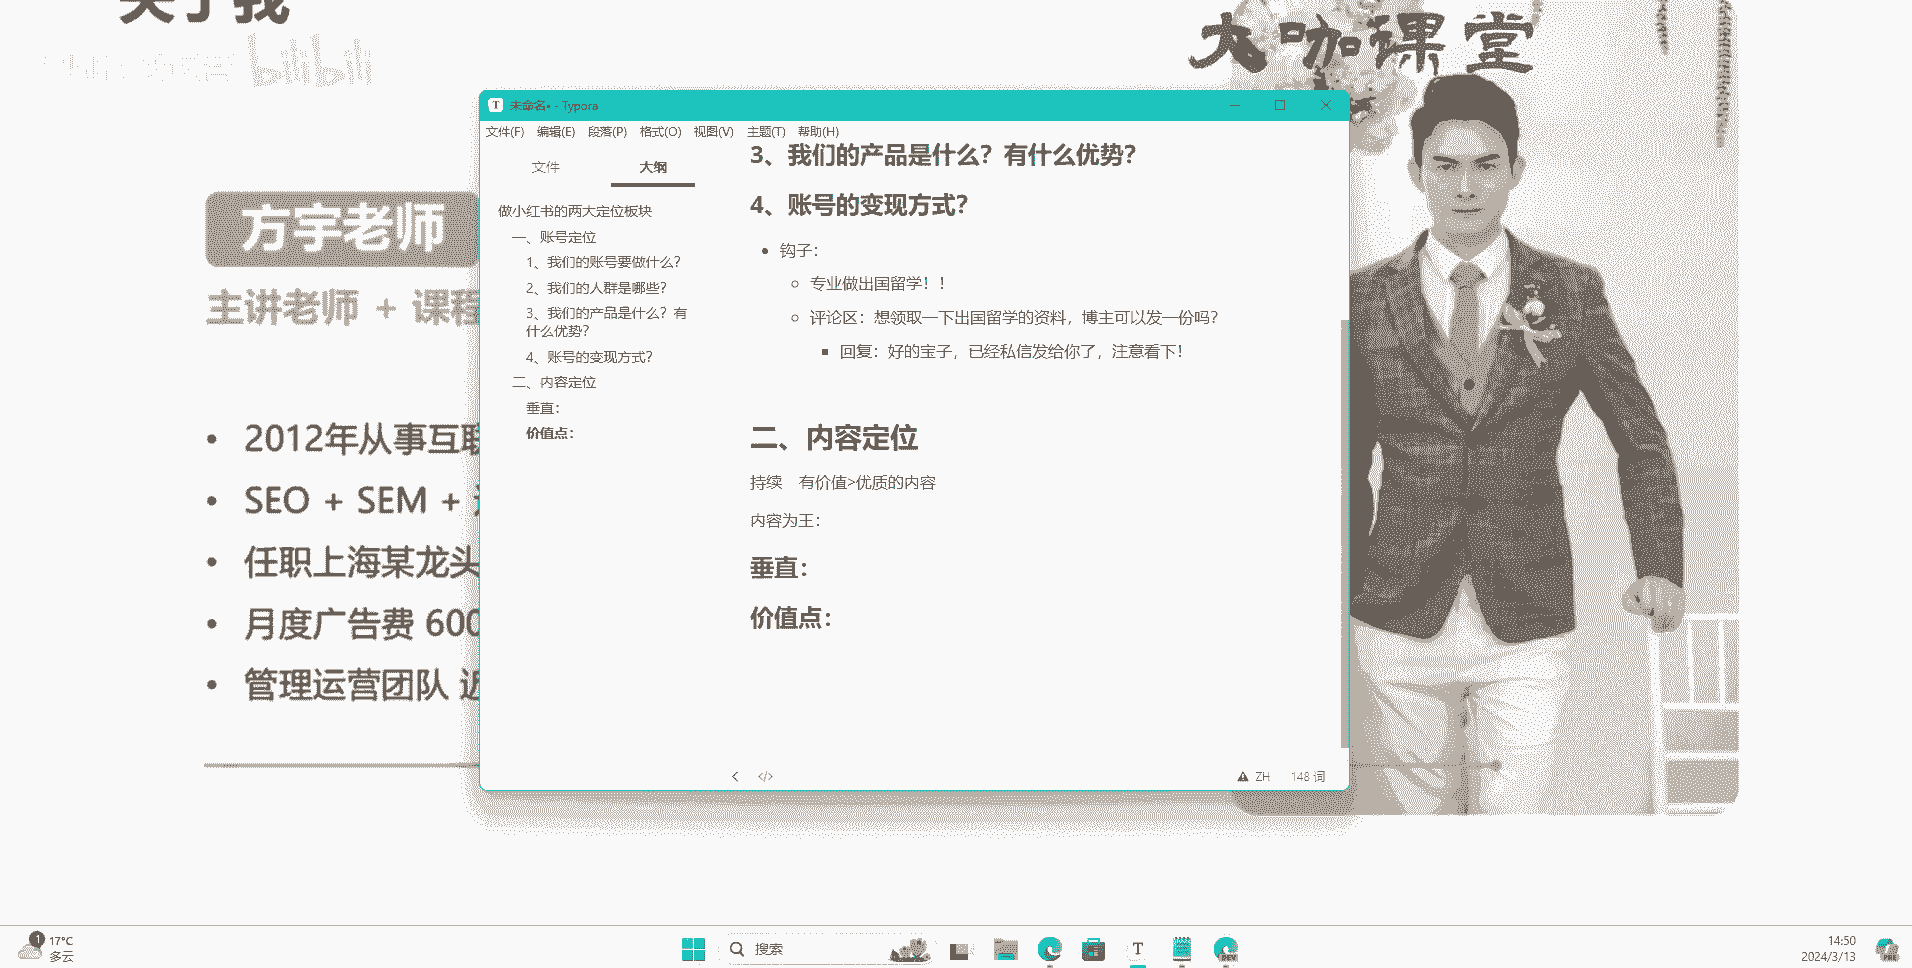 关于我
bilibili
大咖课堂
方宇老师
主讲老师 + 课程
2012年从事互联
SEO + SEM +
任职上海某龙头
月度广告费 600
管理运营团队 近
T 未命名• - Typora
文件(F) 编辑(E) 段落(P) 格式(O) 视图(V) 主题(T) 帮助(H)
文件 大纲
做小红书的两大定位板块
一、账号定位
1、我们的账号要做什么？
2、我们的人群是哪些？
3、我们的产品是什么？有
什么优势？
4、账号的变现方式？
二、内容定位
垂直：
价值点：
3、我们的产品是什么？有什么优势？
4、账号的变现方式？
钩子：
专业做出国留学！！
评论区：想领取一下出国留学的资料，博主可以发一份吗？
回复：好的宝子，已经私信发给你了，注意看下！
二、内容定位
持续 有价值>优质的内容
内容为王：
垂直：
价值点：
</> ZH 148 词
1 17°C
多云
搜索
T
DEV
14:50
2024/3/13
PRE